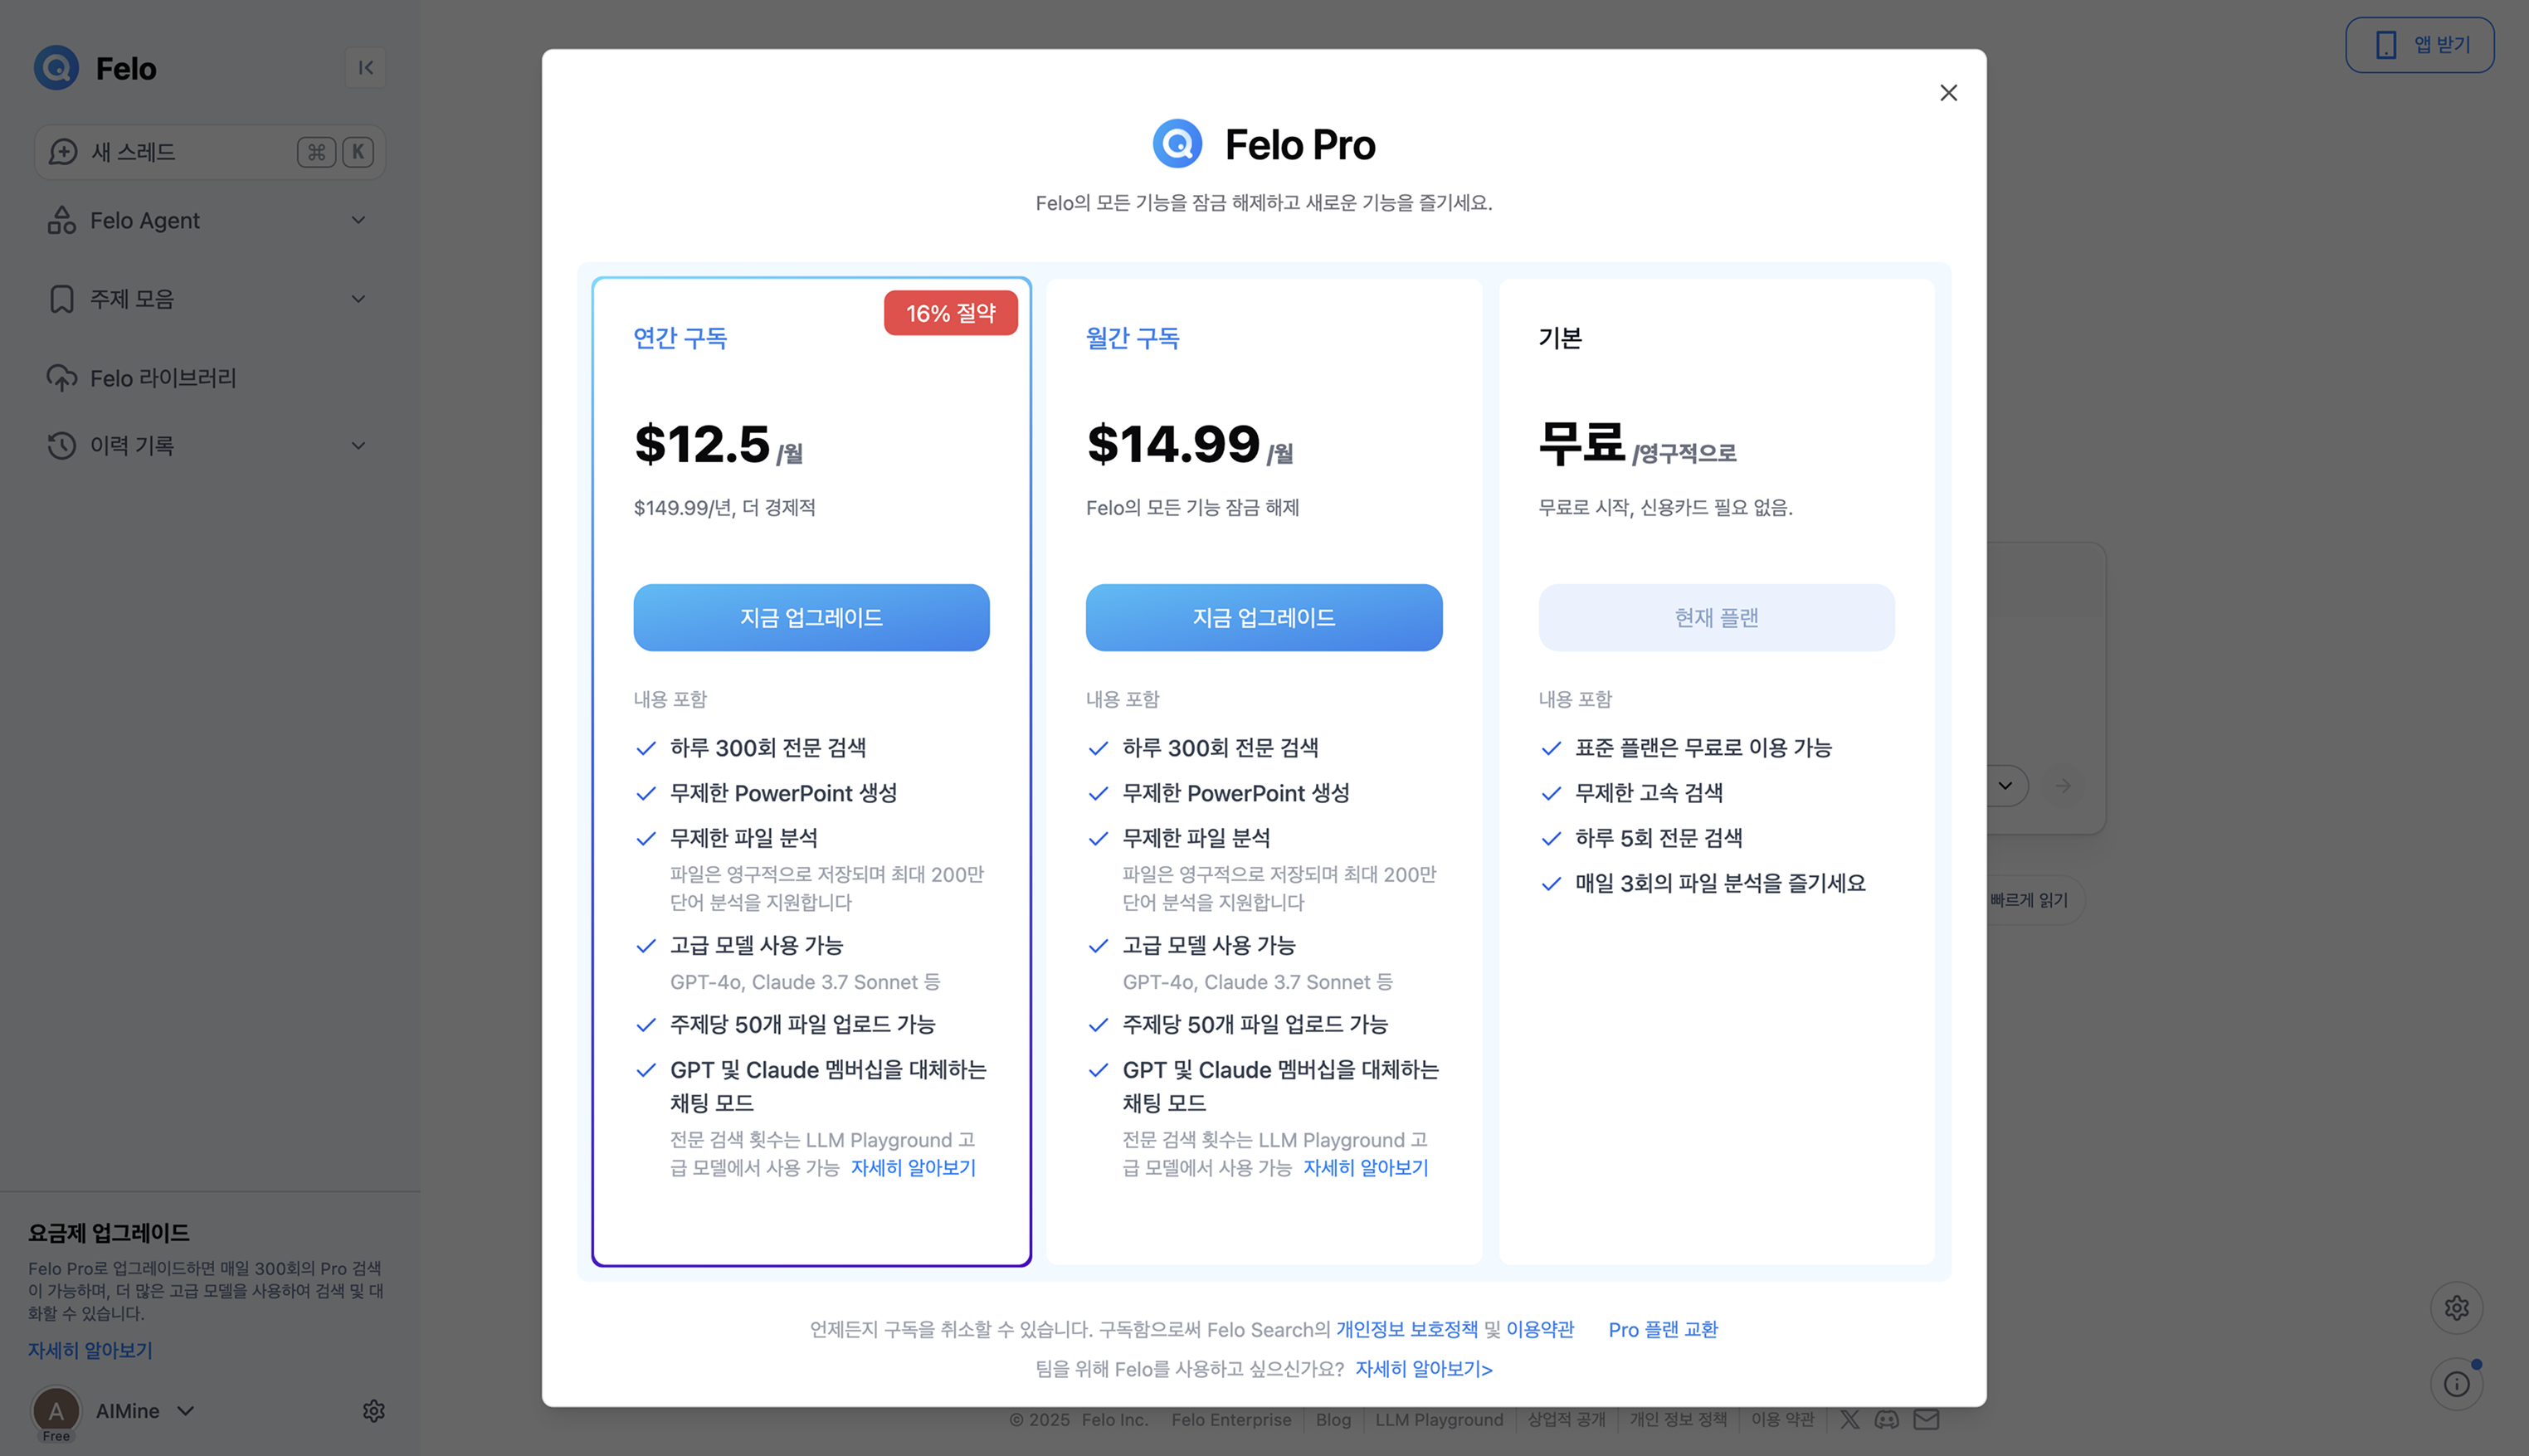 Felo
새 스레드 ⌘ K
Felo Agent
주제 모음
Felo 라이브러리
이력 기록
요금제 업그레이드
Felo Pro로 업그레이드하면 매일 300회의 Pro 검색
이 가능하며, 더 많은 고급 모델을 사용하여 검색 및 대
화할 수 있습니다.
자세히 알아보기
A
AIMine
Free
앱 받기
Felo Pro
Felo의 모든 기능을 잠금 해제하고 새로운 기능을 즐기세요.
16% 절약
연간 구독
$12.5 /월
$149.99/년, 더 경제적
지금 업그레이드
내용 포함
하루 300회 전문 검색
무제한 PowerPoint 생성
무제한 파일 분석
파일은 영구적으로 저장되며 최대 200만
단어 분석을 지원합니다
고급 모델 사용 가능
GPT-4o, Claude 3.7 Sonnet 등
주제당 50개 파일 업로드 가능
GPT 및 Claude 멤버십을 대체하는
채팅 모드
전문 검색 횟수는 LLM Playground 고
급 모델에서 사용 가능 자세히 알아보기
월간 구독
$14.99 /월
Felo의 모든 기능 잠금 해제
지금 업그레이드
내용 포함
하루 300회 전문 검색
무제한 PowerPoint 생성
무제한 파일 분석
파일은 영구적으로 저장되며 최대 200만
단어 분석을 지원합니다
고급 모델 사용 가능
GPT-4o, Claude 3.7 Sonnet 등
주제당 50개 파일 업로드 가능
GPT 및 Claude 멤버십을 대체하는
채팅 모드
전문 검색 횟수는 LLM Playground 고
급 모델에서 사용 가능 자세히 알아보기
기본
무료 /영구적으로
무료로 시작, 신용카드 필요 없음.
현재 플랜
내용 포함
표준 플랜은 무료로 이용 가능
무제한 고속 검색
하루 5회 전문 검색
매일 3회의 파일 분석을 즐기세요
빠르게 읽기
언제든지 구독을 취소할 수 있습니다. 구독함으로써 Felo Search의 개인정보 보호정책 및 이용약관 Pro 플랜 교환
팀을 위해 Felo를 사용하고 싶으신가요? 자세히 알아보기>
© 2025 Felo Inc. Felo Enterprise Blog LLM Playground 상업적 공개 개인 정보 정책 이용 약관